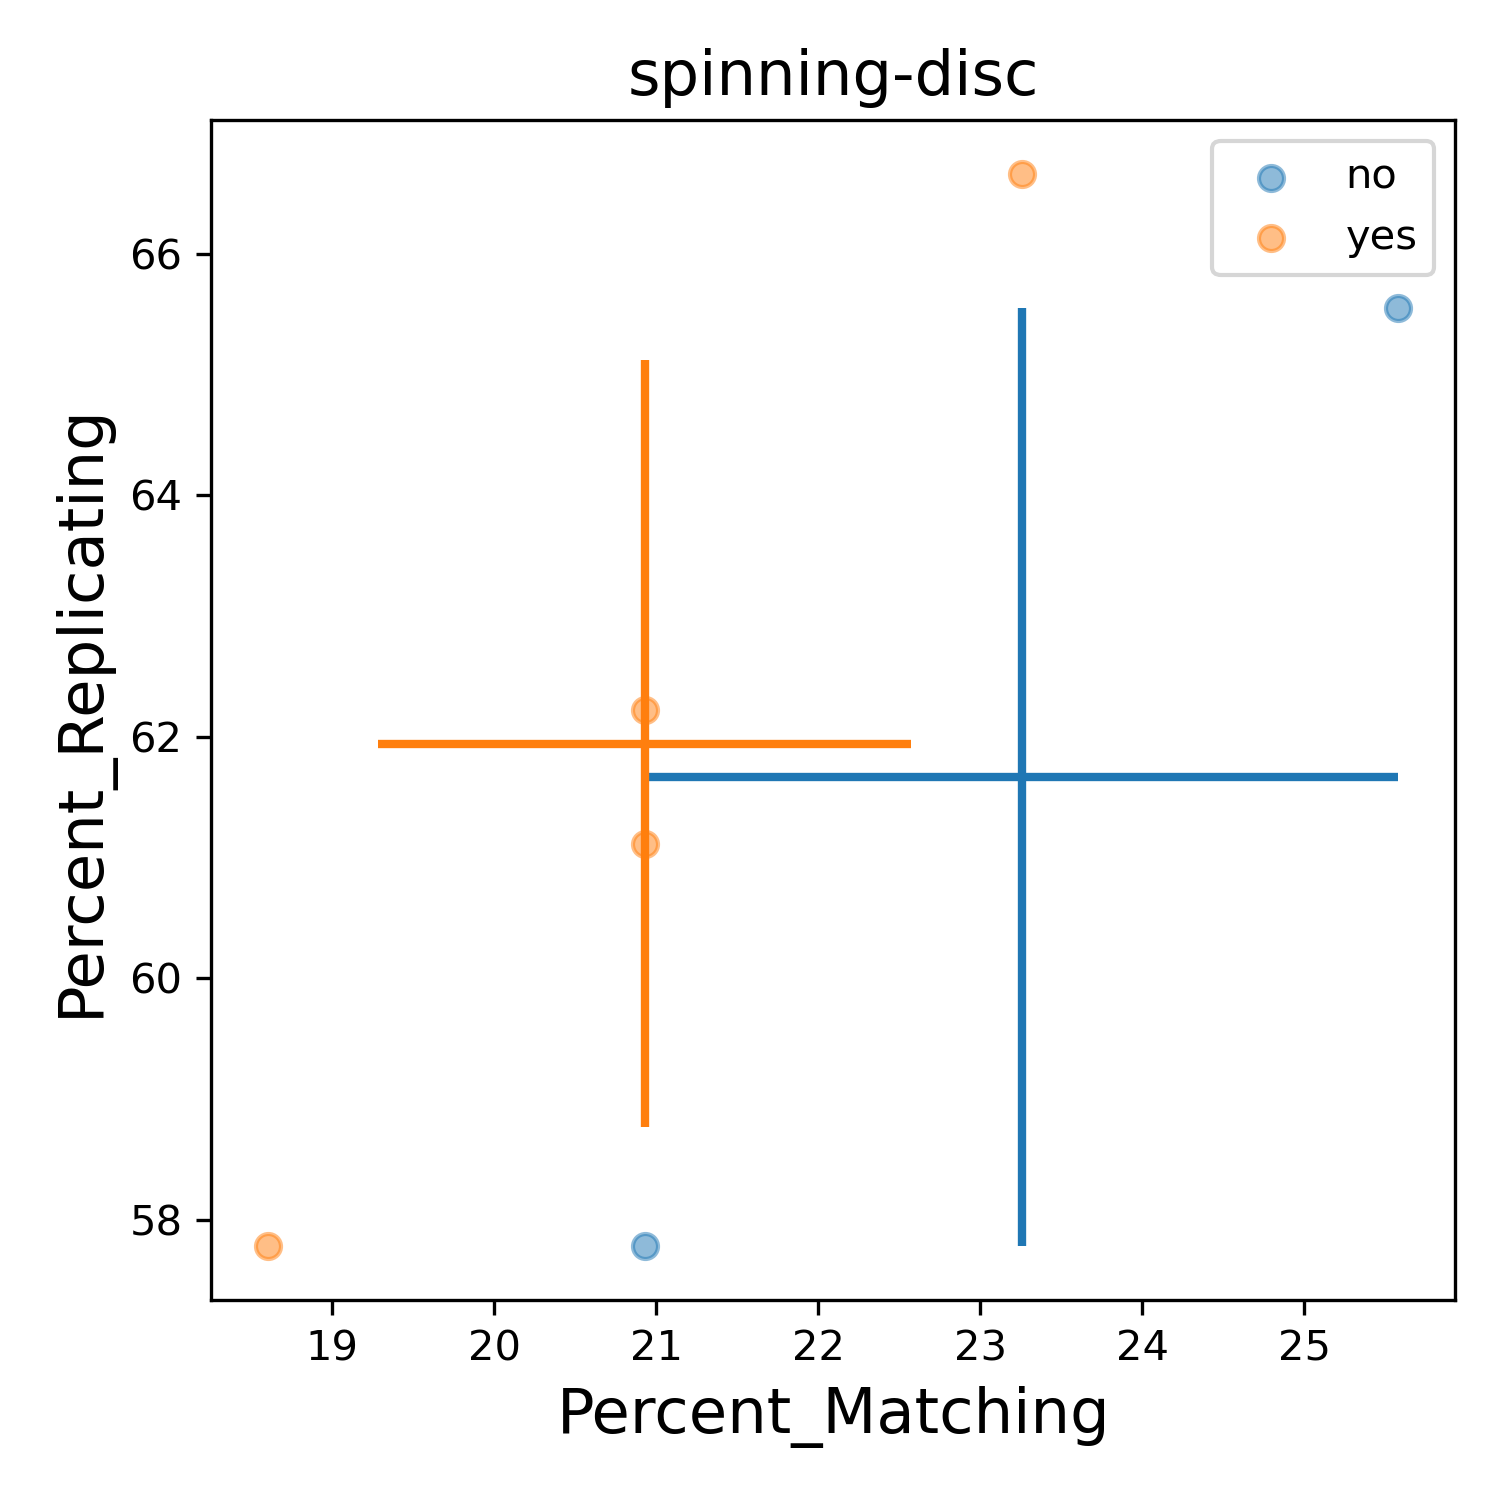 spinning-disc
no
yes
Percent_Replicating
66
64
62
60
58
19 20 21 22 23 24 25
Percent_Matching